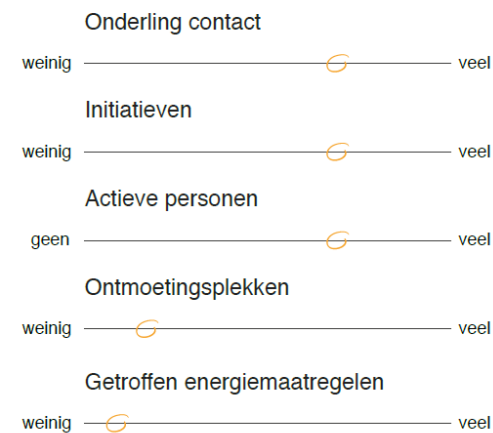 Onderling contact
weinig veel
Initiatieven
weinig veel
Actieve personen
geen veel
Ontmoetingsplekken
weinig veel
Getroffen energiemaatregelen
weinig veel